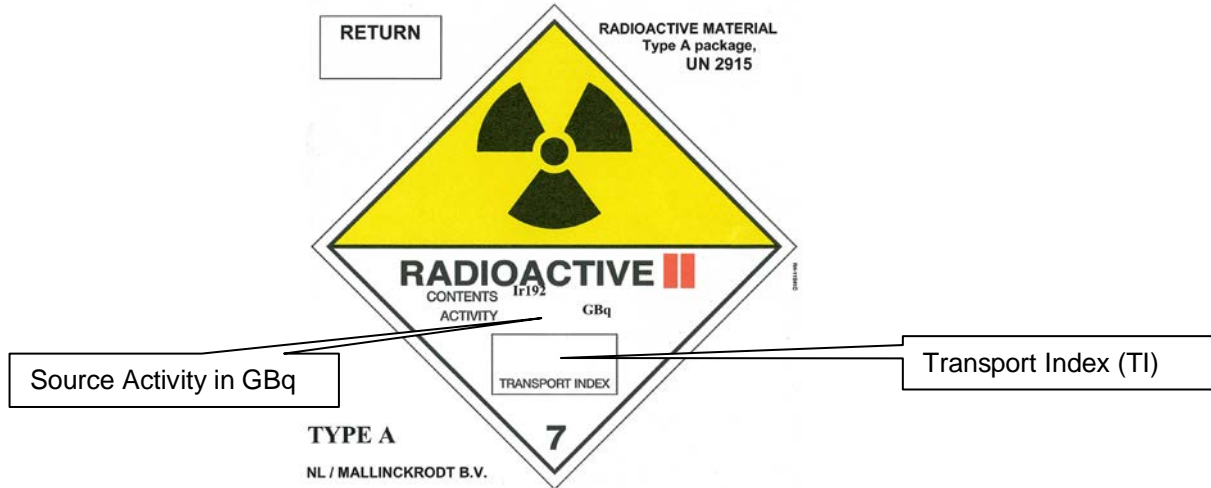 RETURN
RADIOACTIVE MATERIAL
Type A package,
UN 2915
RADIOACTIVE II
CONTENTS Ir192
ACTIVITY GBq
Source Activity in GBq
Transport Index (TI)
TRANSPORT INDEX
TYPE A
7
NL / MALLINCKRODT B.V.